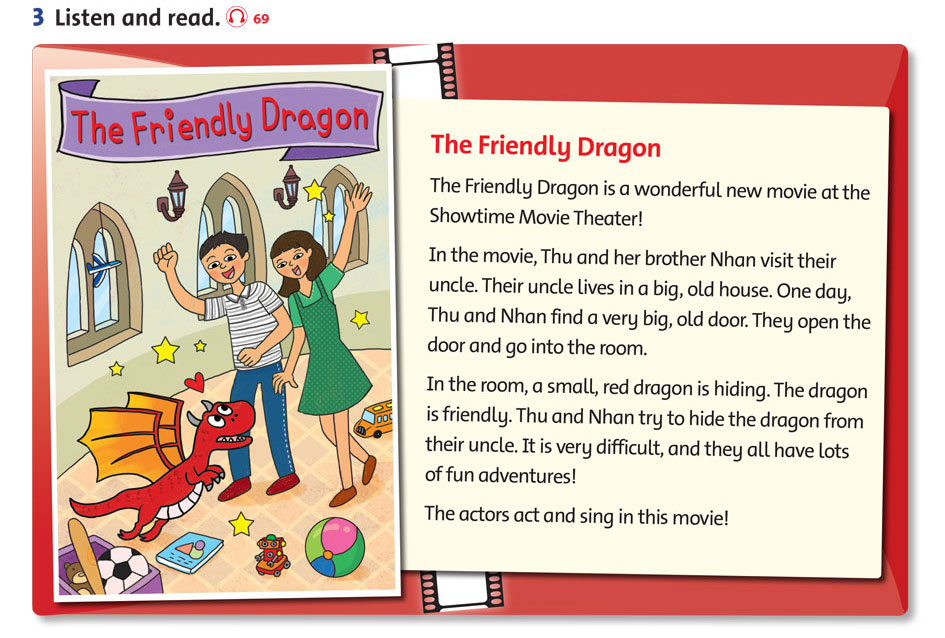 3 Listen and read. 69
The Friendly Dragon
The Friendly Dragon
The Friendly Dragon is a wonderful new movie at the
Showtime Movie Theater!
In the movie, Thu and her brother Nhan visit their
uncle. Their uncle lives in a big, old house. One day,
Thu and Nhan find a very big, old door. They open the
door and go into the room.
In the room, a small, red dragon is hiding. The dragon
is friendly. Thu and Nhan try to hide the dragon from
their uncle. It is very difficult, and they all have lots
of fun adventures!
The actors act and sing in this movie!